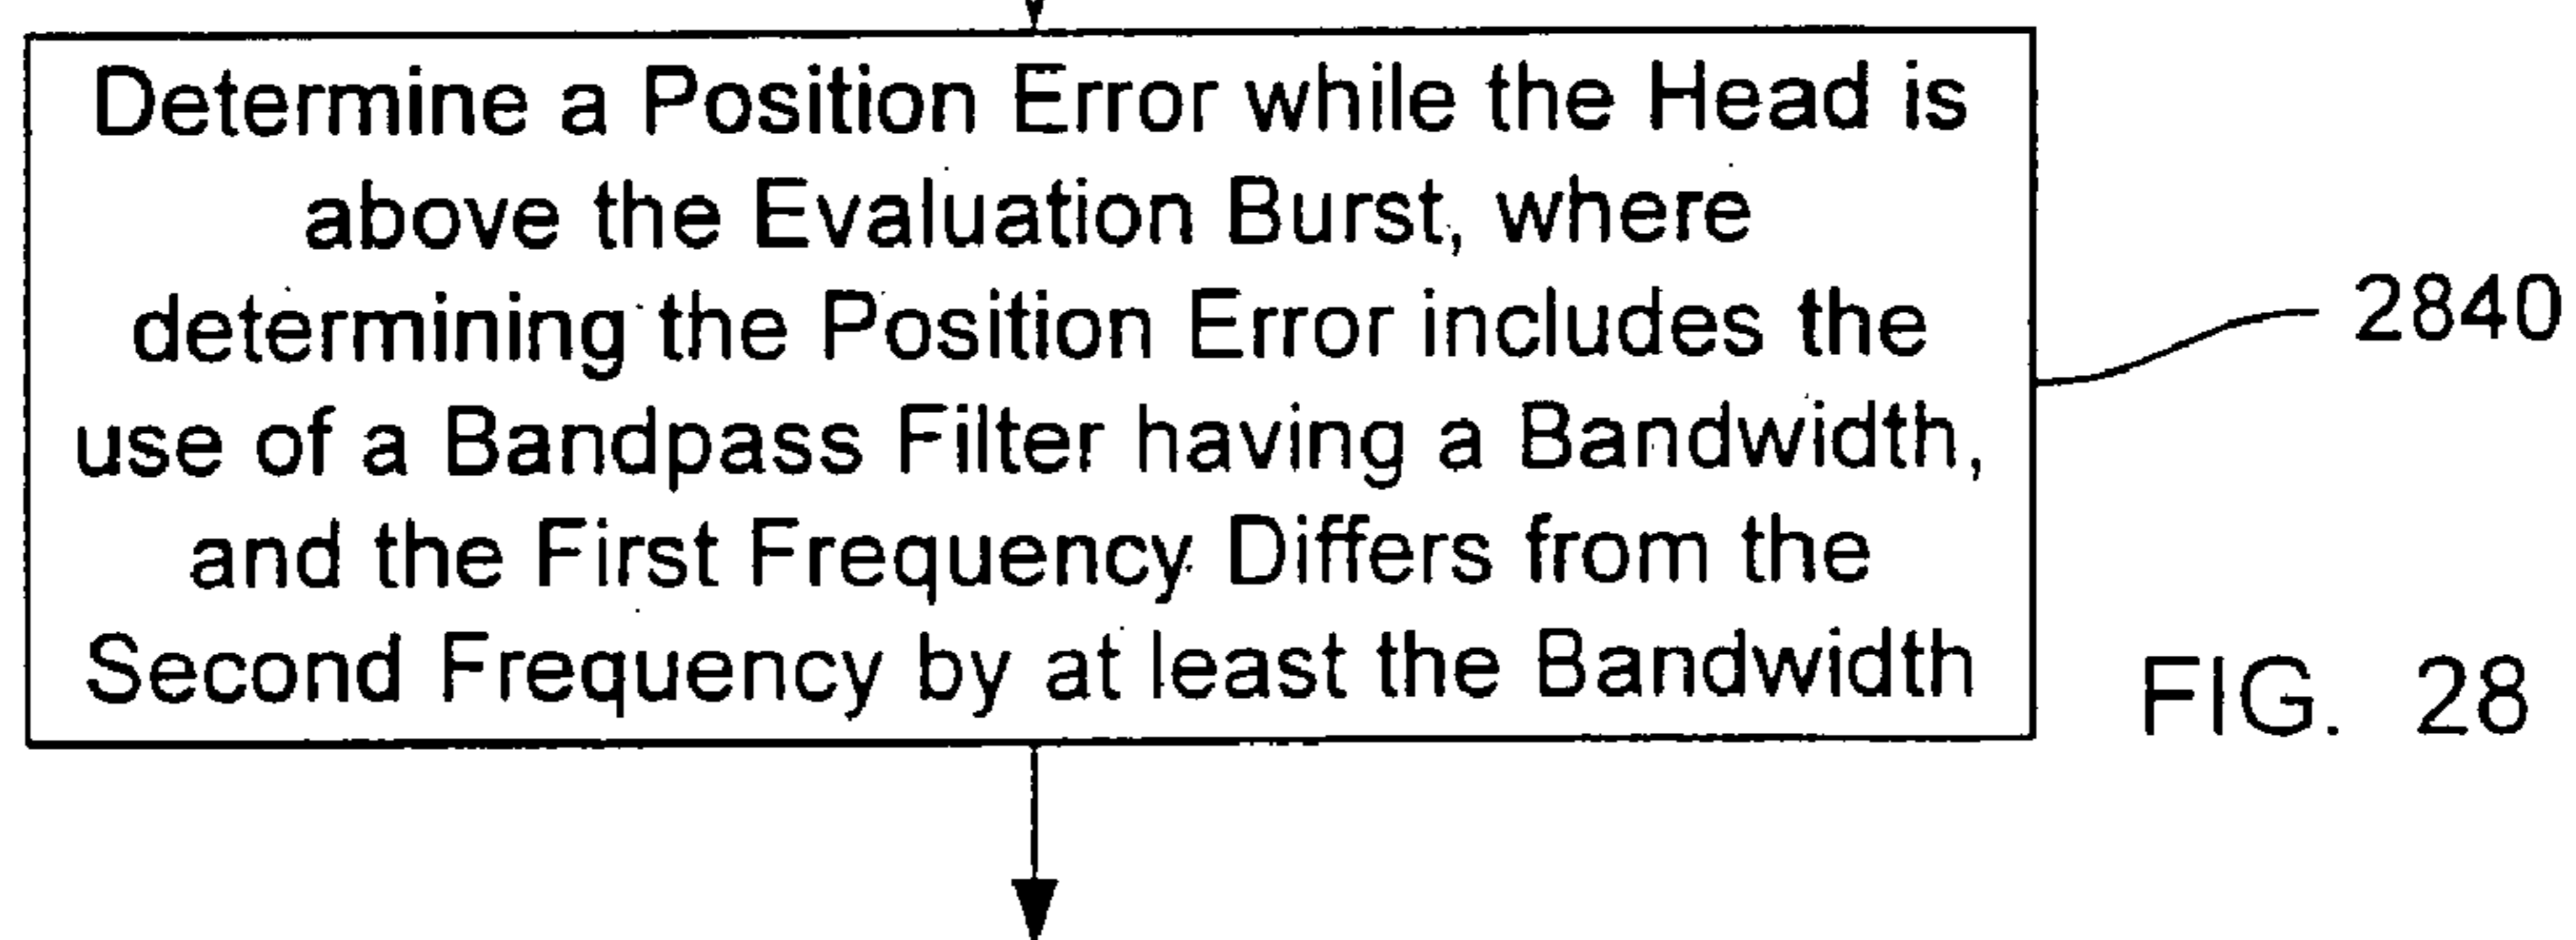 Determine a Position Error while the Head is
above the Evaluation Burst, where
determining the Position Error includes the
use of a Bandpass Filter having a Bandwidth,
and the First Frequency Differs from the
Second Frequency by at least the Bandwidth
2840
FIG. 28